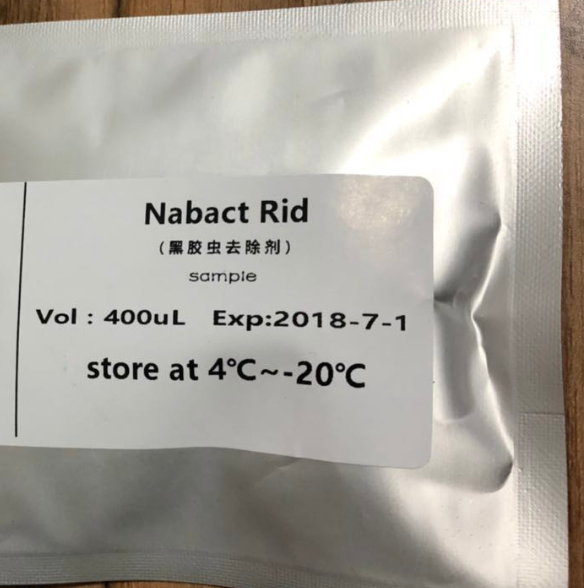 Nabact Rid
（黑胶虫去除剂）
sample
Vol : 400uL Exp:2018-7-1
store at 4℃~-20℃